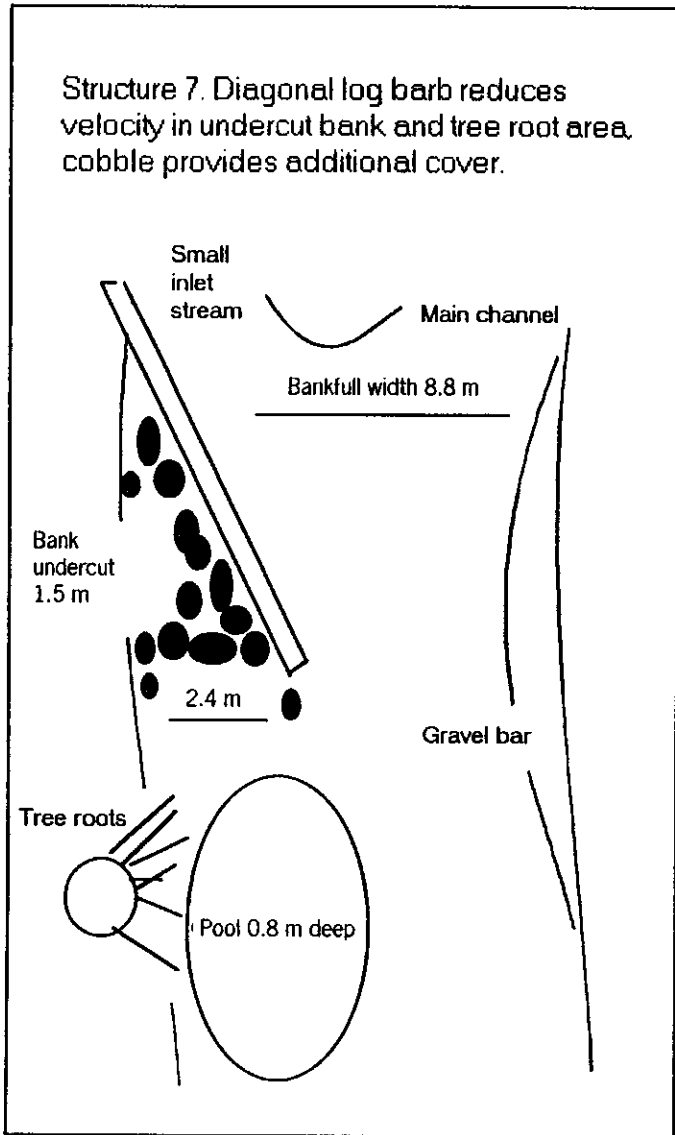 Structure 7. Diagonal log barb reduces
velocity in undercut bank and tree root area,
cobble provides additional cover.
Small
inlet
stream
Main channel
Bankfull width 8.8 m
Bank
undercut
1.5 m
2.4 m
Gravel bar
Tree roots
Pool 0.8 m deep